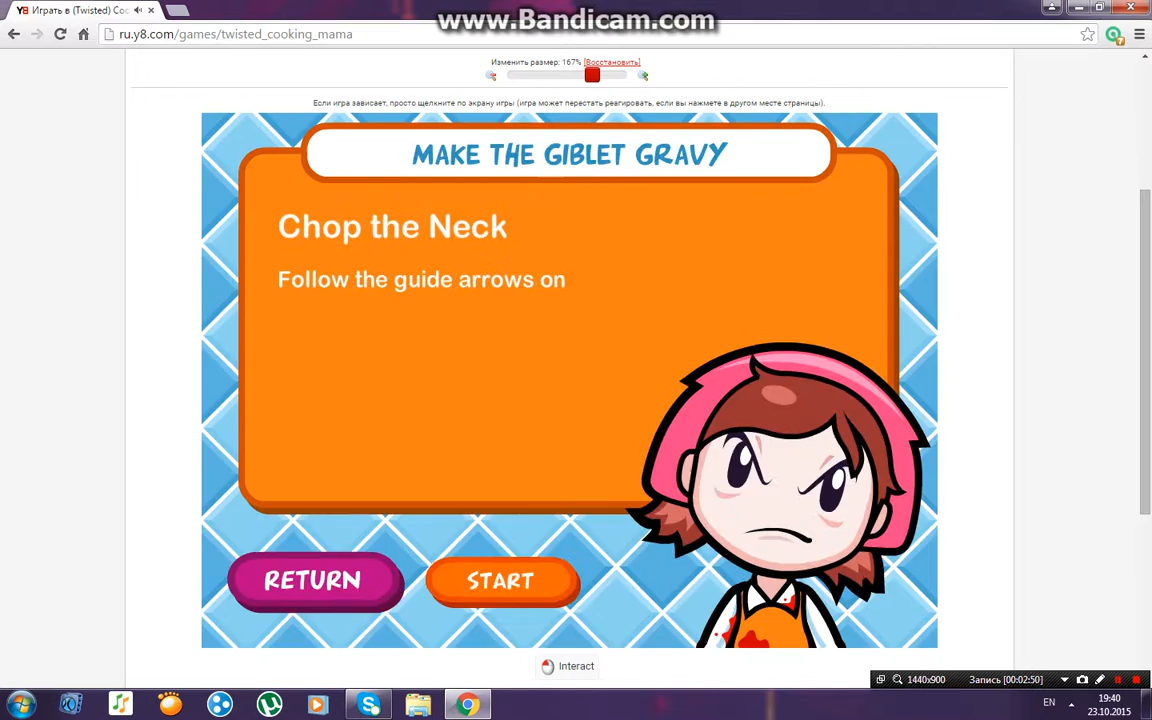 www.Bandicam.com
Играть в (Twisted) Coo
ru.y8.com/games/twisted_cooking_mama
Изменить размер: 167% [Восстановить]
Если игра зависает, просто щелкните по экрану игры (игра может перестать реагировать, если вы нажмете в другом месте страницы).
MAKE THE GIBLET GRAVY
Chop the Neck
Follow the guide arrows on
RETURN
START
Interact
1440x900
Запись [00:02:50]
EN
19:40
23.10.2015